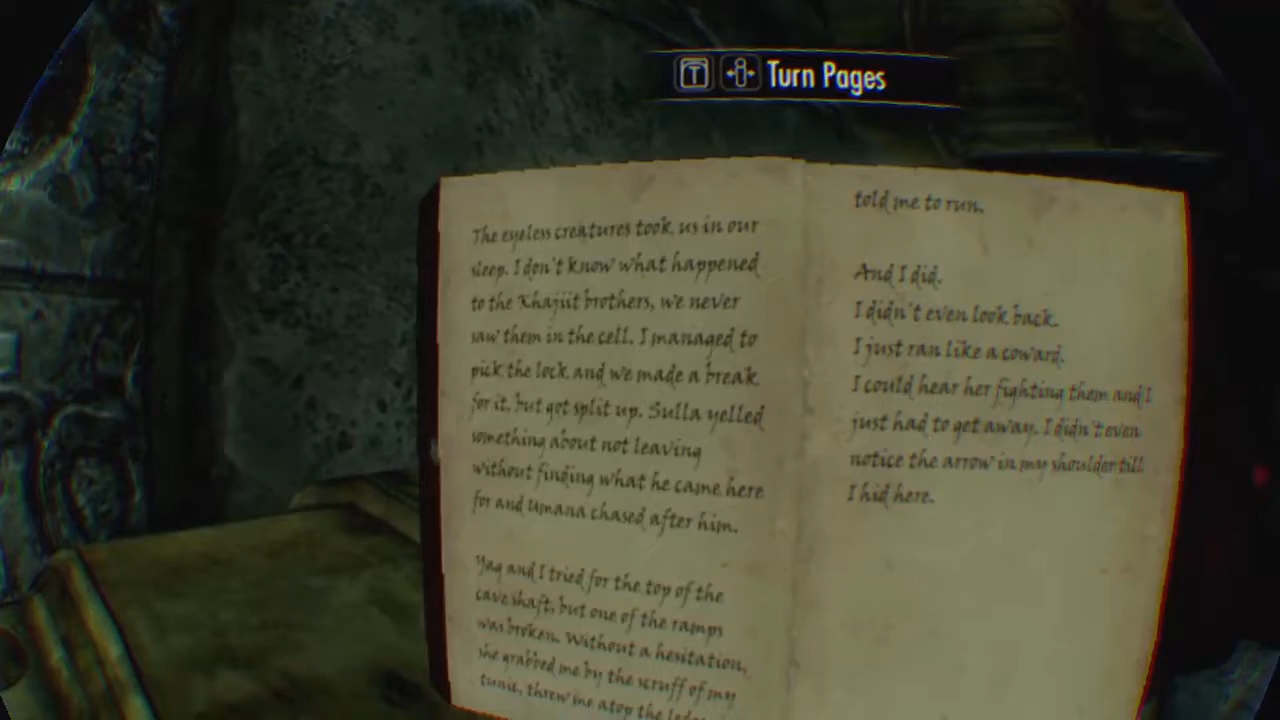 T Turn Pages
The eyeless creatures took us in our
sleep. I don't know what happened
to the Khajiit brothers, we never
saw them in the cell. I managed to
pick the lock and we made a break
for it, but got split up. Sulla yelled
something about not leaving
without finding what he came here
for and Umana chased after him.
Yag and I tried for the top of the
cave shaft, but one of the ramps
was broken. Without a hesitation,
she grabbed me by the scruff of my
tunic, threw me atop the ledge
told me to run.
And I did.
I didn't even look back.
I just ran like a coward.
I could hear her fighting them and I
just had to get away. I didn't even
notice the arrow in my shoulder till
I hid here.